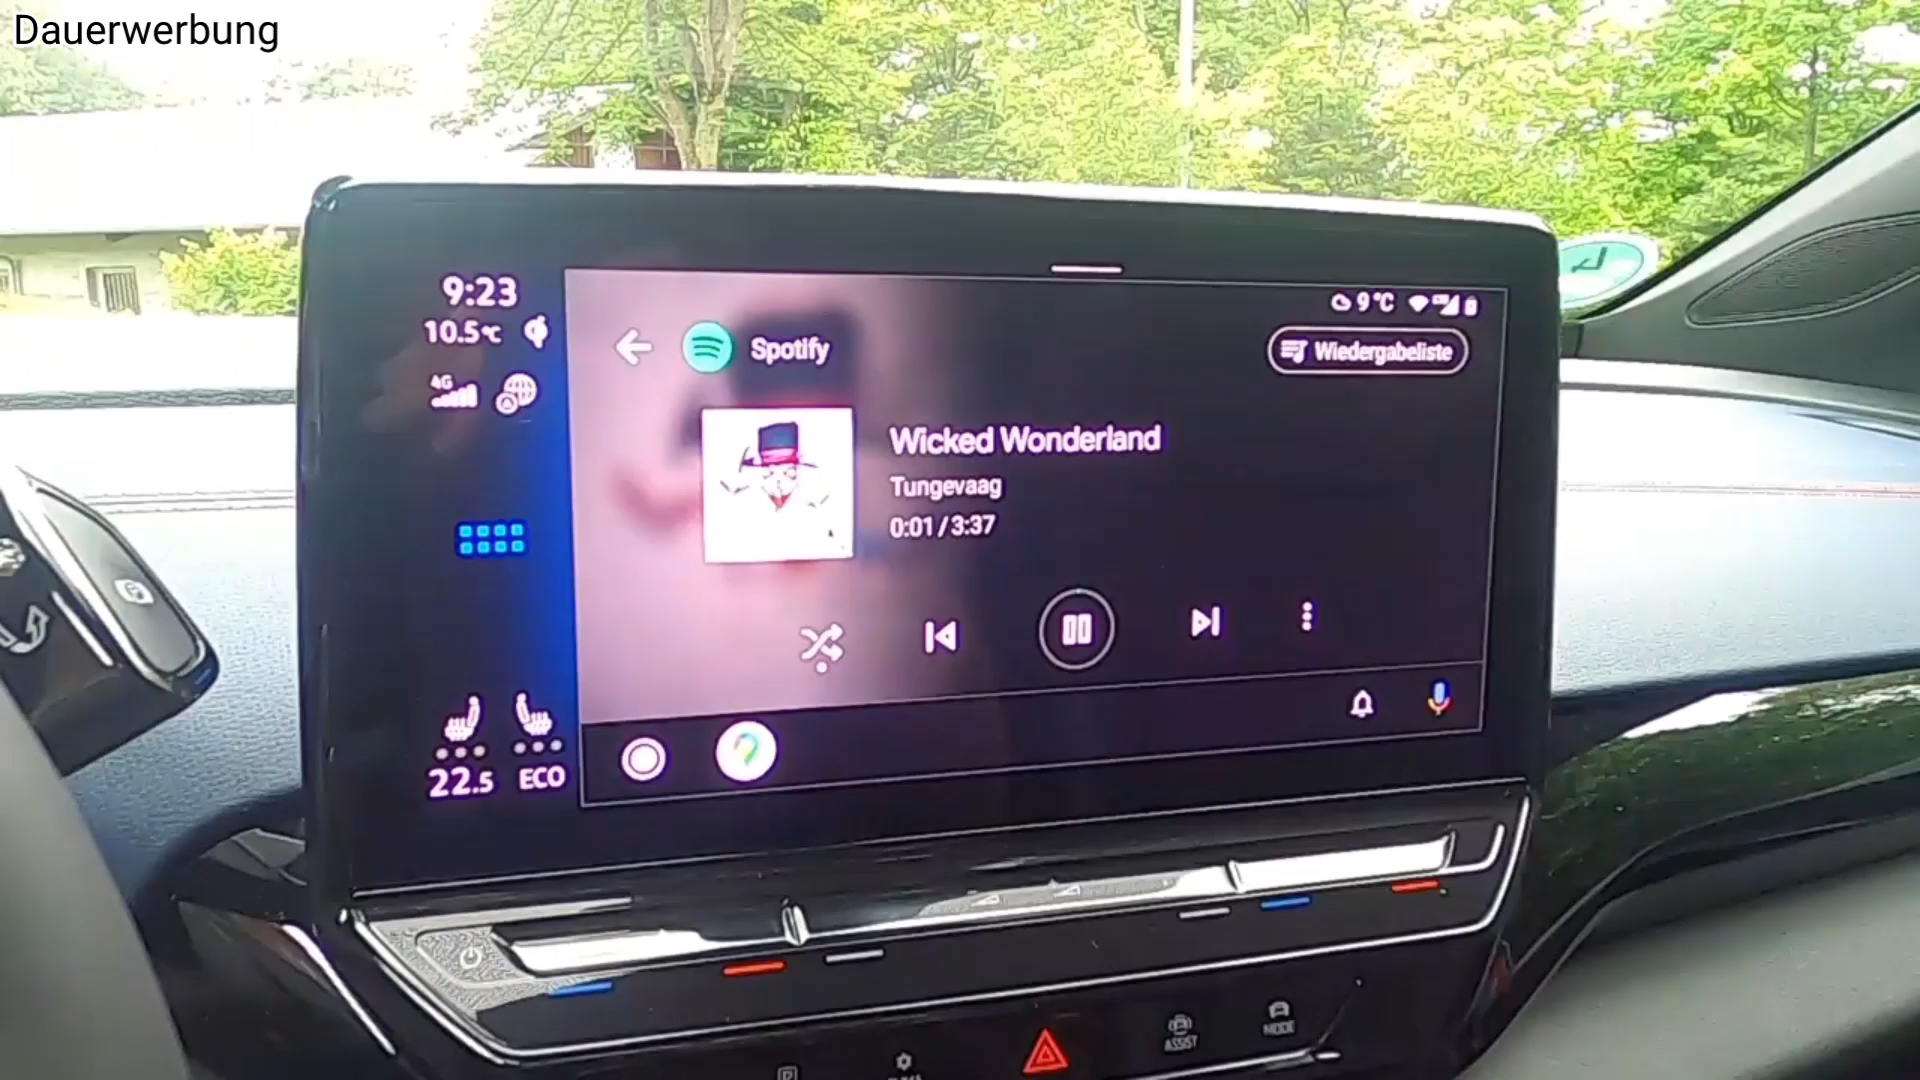 Dauerwerbung
9:23
10.5°C
4G
9°C
Spotify
Wiedergabeliste
Wicked Wonderland
Tungevaag
0:01 / 3:37
22.5 ECO
ASSIST
MODE